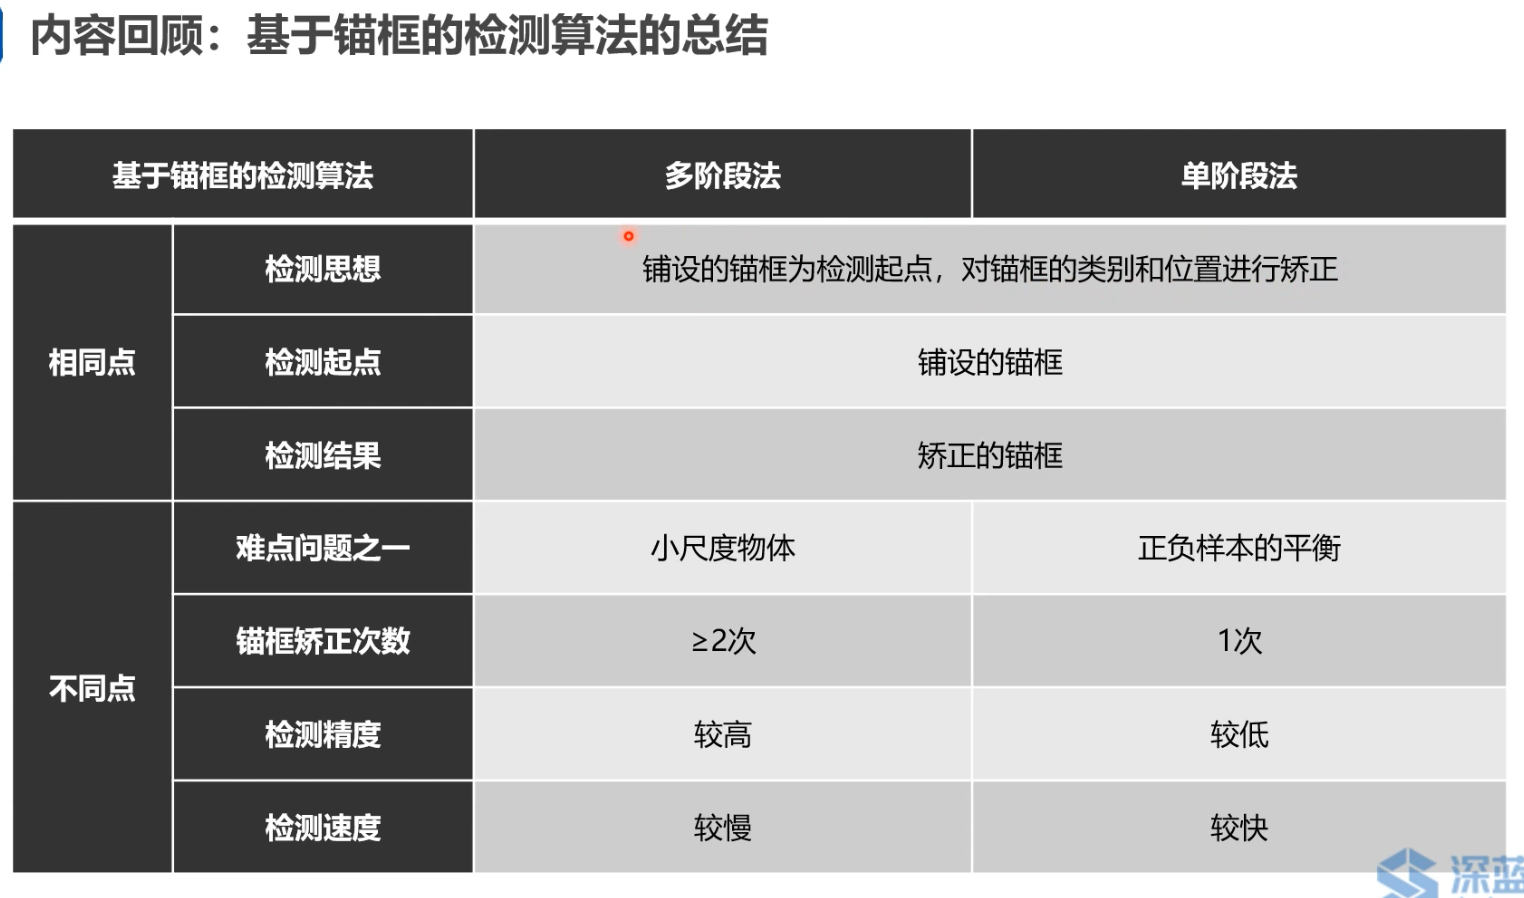 内容回顾：基于锚框的检测算法的总结
基于锚框的检测算法 多阶段法 单阶段法
相同点
检测思想 铺设的锚框为检测起点，对锚框的类别和位置进行矫正
检测起点 铺设的锚框
检测结果 矫正的锚框
不同点
难点问题之一 小尺度物体 正负样本的平衡
锚框矫正次数 ≥2次 1次
检测精度 较高 较低
检测速度 较慢 较快
深蓝